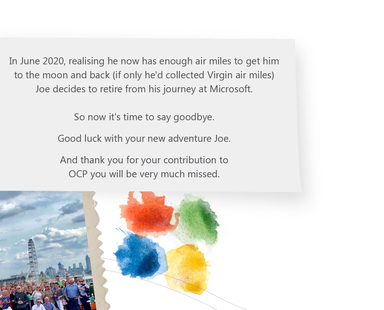 In June 2020, realising he now has enough air miles to get him
to the moon and back (if only he'd collected Virgin air miles)
Joe decides to retire from his journey at Microsoft.
So now it's time to say goodbye.
Good luck with your new adventure Joe.
And thank you for your contribution to
OCP you will be very much missed.